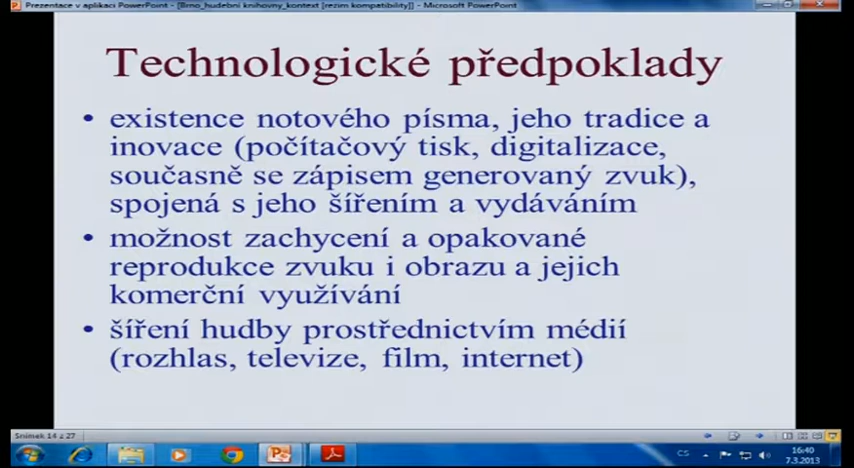 Prezentace v aplikaci PowerPoint - [Brno_hudební knihovny_kontext [režim kompatibility]] - Microsoft PowerPoint
Technologické předpoklady
• existence notového písma, jeho tradice a
inovace (počítačový tisk, digitalizace,
současně se zápisem generovaný zvuk),
spojená s jeho šířením a vydáváním
• možnost zachycení a opakované
reprodukce zvuku i obrazu a jejich
komerční využívání
• šíření hudby prostřednictvím médií
(rozhlas, televize, film, internet)
Snímek 14 z 27
CS
16:40
7.3.2013